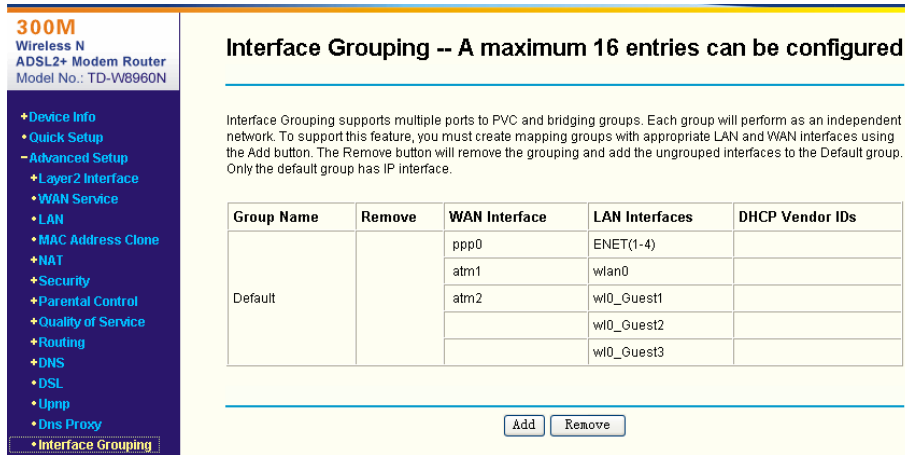 300M
Wireless N
ADSL2+ Modem Router
Model No.: TD-W8960N
+Device Info
•Quick Setup
-Advanced Setup
+Layer2 Interface
•WAN Service
•LAN
•MAC Address Clone
+NAT
+Security
+Parental Control
+Quality of Service
+Routing
+DNS
•DSL
•Upnp
•Dns Proxy
•Interface Grouping
Interface Grouping -- A maximum 16 entries can be configured
Interface Grouping supports multiple ports to PVC and bridging groups. Each group will perform as an independent
network. To support this feature, you must create mapping groups with appropriate LAN and WAN interfaces using
the Add button. The Remove button will remove the grouping and add the ungrouped interfaces to the Default group.
Only the default group has IP interface.
Group Name Remove WAN Interface LAN Interfaces DHCP Vendor IDs
ppp0 ENET(1-4)
atm1 wlan0
Default atm2 wl0_Guest1
wl0_Guest2
wl0_Guest3
Add Remove